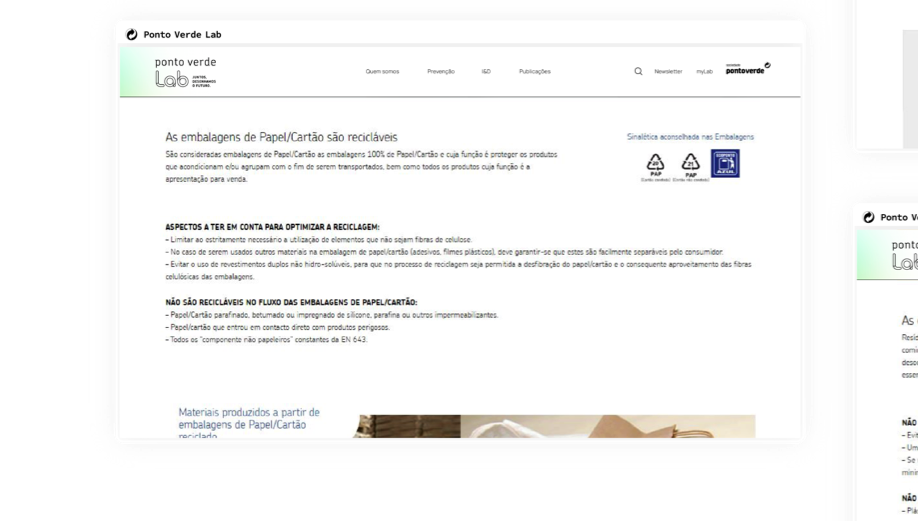 Ponto Verde Lab
ponto verde
Lab JUNTOS, DESENHAMOS O FUTURO.
Quem somos
Prevenção
I&D
Publicações
Newsletter
myLab
sociedade
pontoverde
As embalagens de Papel/Cartão são recicláveis
São consideradas embalagens de Papel/Cartão as embalagens 100% de Papel/Cartão e cuja função é proteger os produtos
que acondicionam e/ou agrupam com o fim de serem transportados, bem como todos os produtos cuja função é a
apresentação para venda.
Sinalética aconselhada nas Embalagens
20
PAP
(Cartão canelado)
21
PAP
(Cartão não canelado)
AZUL
ASPECTOS A TER EM CONTA PARA OPTIMIZAR A RECICLAGEM:
– Limitar ao estritamente necessário a utilização de elementos que não sejam fibras de celulose.
– No caso de serem usados outros materiais na embalagem de papel/cartão (adesivos, filmes plásticos), deve garantir-se que estes são facilmente separáveis pelo consumidor.
– Evitar o uso de revestimentos duplos não hidro-solúveis, para que no processo de reciclagem seja permitida a desfibração do papel/cartão e o consequente aproveitamento das fibras
celulósicas das embalagens.
NÃO SÃO RECICLÁVEIS NO FLUXO DAS EMBALAGENS DE PAPEL/CARTÃO:
– Papel/Cartão parafinado, betumado ou impregnado de silicone, parafina ou outros impermeabilizantes.
– Papel/cartão que entrou em contacto direto com produtos perigosos.
– Todos os "componente não papeleiros" constantes da EN 643.
Materiais produzidos a partir de
embalagens de Papel/Cartão
reciclado
Ponto
ponto
As
NÃO
– Um
– Se
NÃO